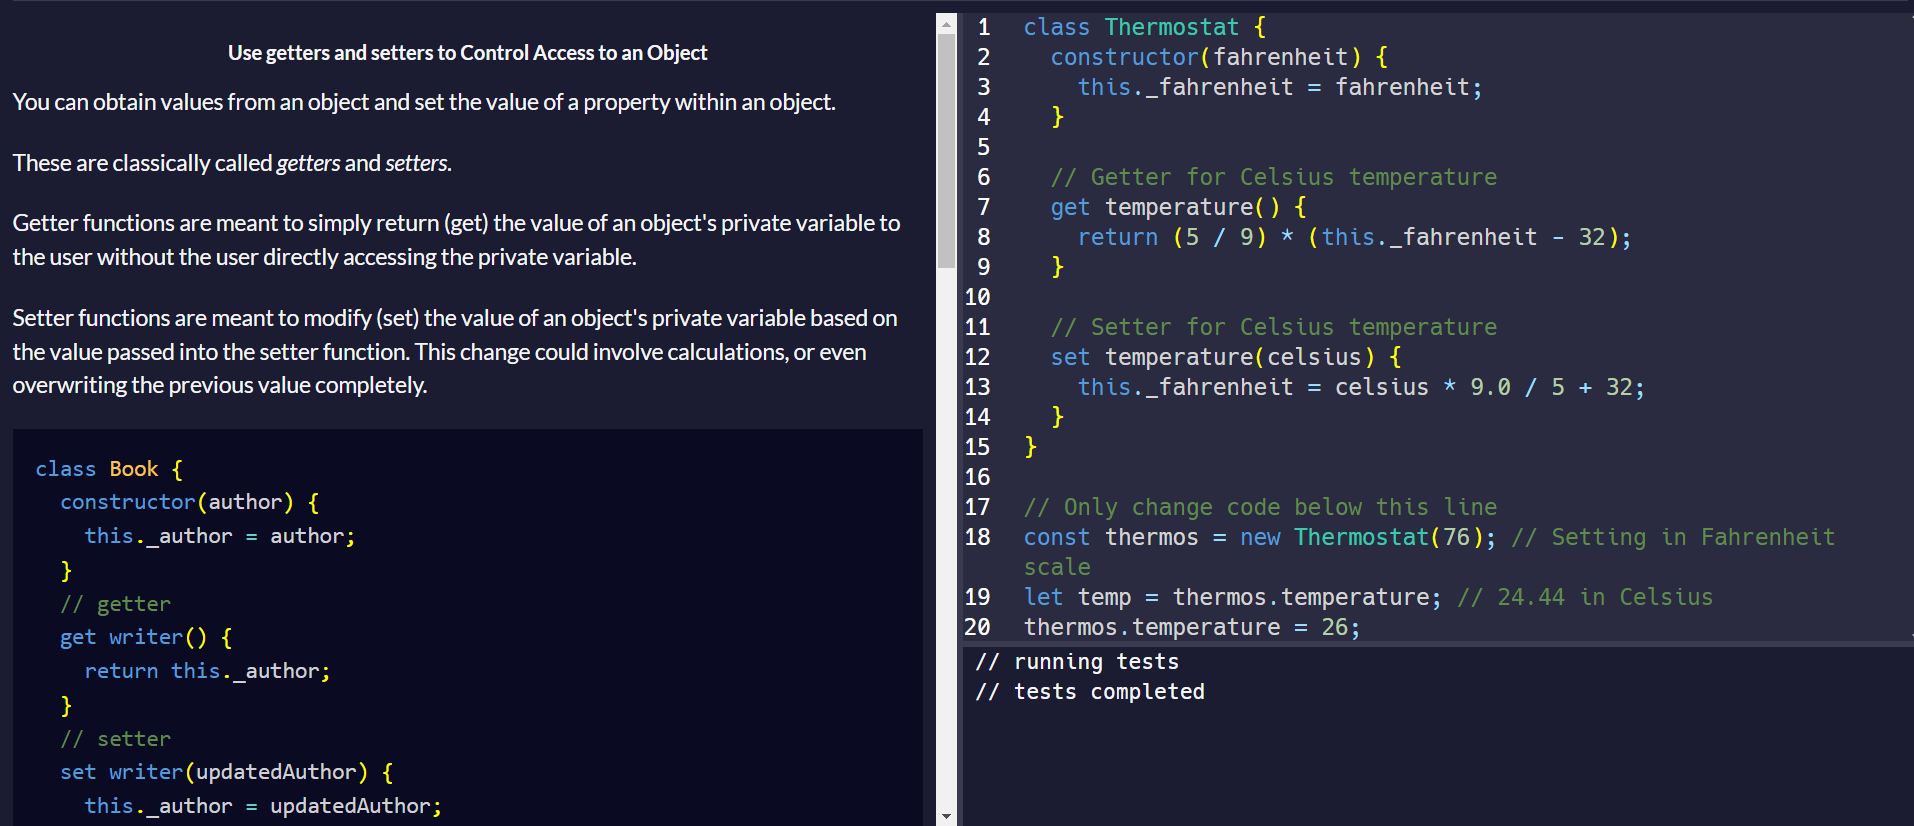 Use getters and setters to Control Access to an Object
You can obtain values from an object and set the value of a property within an object.
These are classically called getters and setters.
Getter functions are meant to simply return (get) the value of an object's private variable to
the user without the user directly accessing the private variable.
Setter functions are meant to modify (set) the value of an object's private variable based on
the value passed into the setter function. This change could involve calculations, or even
overwriting the previous value completely.
class Book {
  constructor(author) {
    this._author = author;
  }
  // getter
  get writer() {
    return this._author;
  }
  // setter
  set writer(updatedAuthor) {
    this._author = updatedAuthor;
1 class Thermostat {
2   constructor(fahrenheit) {
3     this._fahrenheit = fahrenheit;
4   }
5
6   // Getter for Celsius temperature
7   get temperature() {
8     return (5 / 9) * (this._fahrenheit - 32);
9   }
10
11   // Setter for Celsius temperature
12   set temperature(celsius) {
13     this._fahrenheit = celsius * 9.0 / 5 + 32;
14   }
15 }
16
17 // Only change code below this line
18 const thermos = new Thermostat(76); // Setting in Fahrenheit
scale
19 let temp = thermos.temperature; // 24.44 in Celsius
20 thermos.temperature = 26;
// running tests
// tests completed